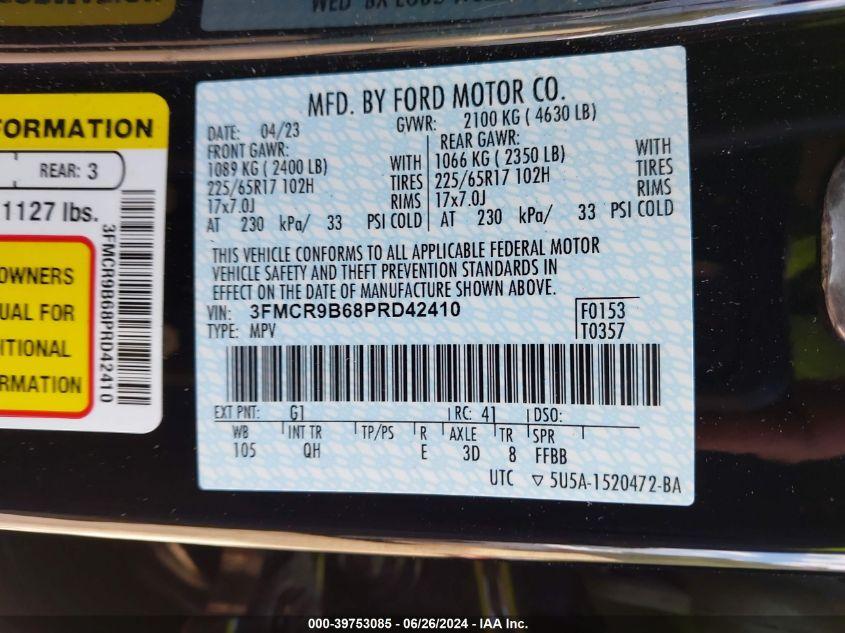 WED
FORMATION
REAR: 3
1127 lbs.
OWNERS
UAL FOR
ITIONAL
RMATION
3FMCR9B68PRD42410
MFD. BY FORD MOTOR CO.
DATE: 04/23 GVWR: 2100 KG ( 4630 LB)
FRONT GAWR: REAR GAWR:
1089 KG ( 2400 LB) WITH 1066 KG ( 2350 LB) WITH
225/65R17 102H TIRES 225/65R17 102H TIRES
17x7.0J RIMS 17x7.0J RIMS
AT 230 kPa/ 33 PSI COLD AT 230 kPa/ 33 PSI COLD
THIS VEHICLE CONFORMS TO ALL APPLICABLE FEDERAL MOTOR
VEHICLE SAFETY AND THEFT PREVENTION STANDARDS IN
EFFECT ON THE DATE OF MANUFACTURE SHOWN ABOVE.
VIN: 3FMCR9B68PRD42410 F0153
TYPE: MPV T0357
EXT PNT: G1 RC: 41 DSO:
WB INT TR TP/PS R AXLE TR SPR
105 QH E 3D 8 FFBB
UTC ▽ 5U5A-1520472-BA
000-39753085 - 06/26/2024 - IAA Inc.